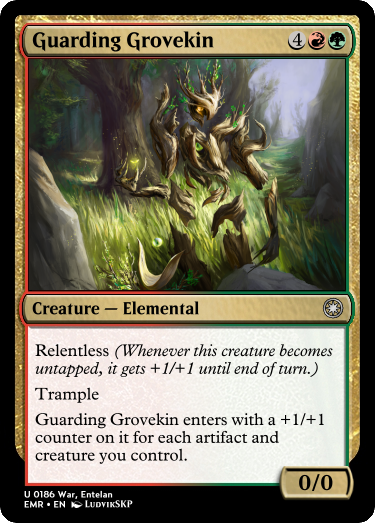 Guarding Grovekin 4
Creature — Elemental
Relentless (Whenever this creature becomes
untapped, it gets +1/+1 until end of turn.)
Trample
Guarding Grovekin enters with a +1/+1
counter on it for each artifact and
creature you control.
0/0
U 0186 War, Entelan
EMR • EN LudvikSKP